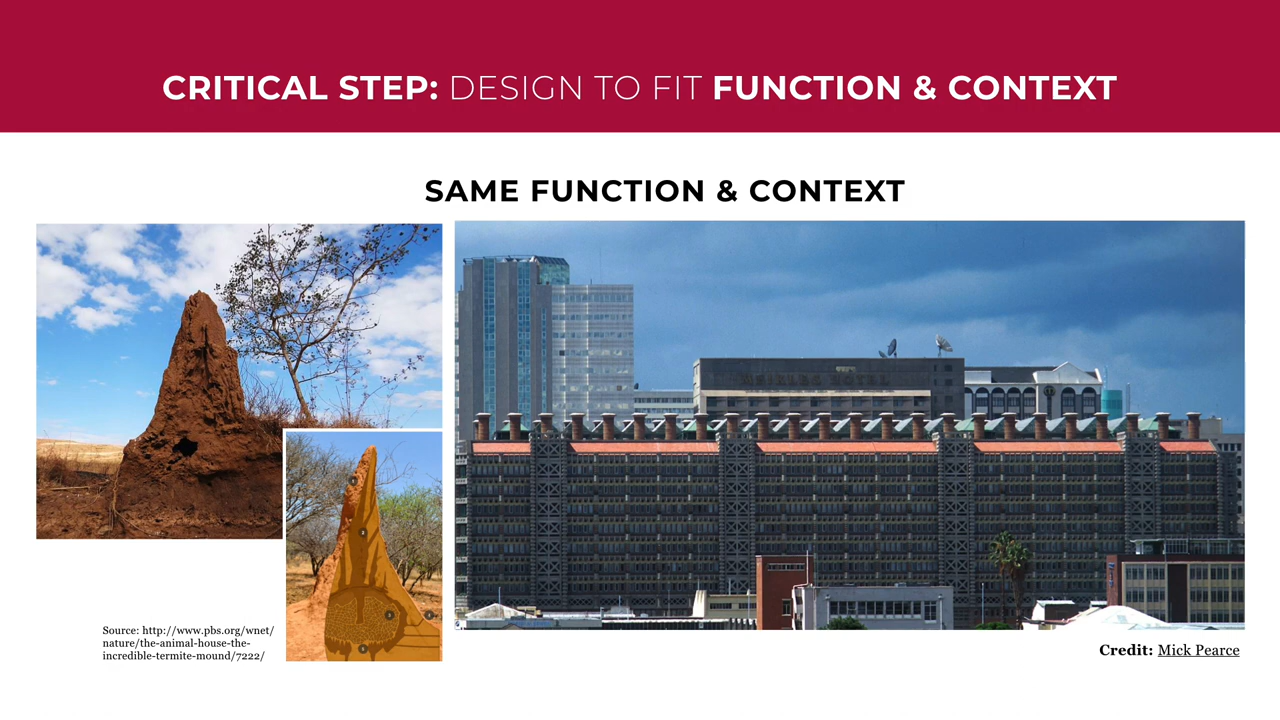 CRITICAL STEP: DESIGN TO FIT FUNCTION & CONTEXT
SAME FUNCTION & CONTEXT
Source: http://www.pbs.org/wnet/
nature/the-animal-house-the-
incredible-termite-mound/7222/
Credit: Mick Pearce